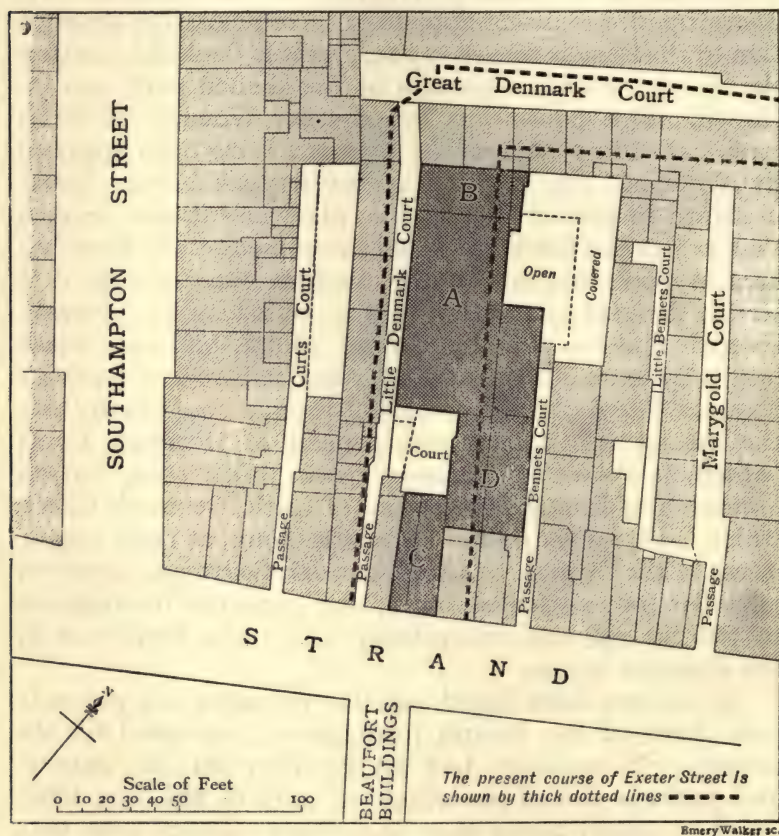 Great Denmark Court
SOUTHAMPTON STREET
Curts Court
Little Denmark Court
B
A
Open
Covered
Little Bennets Court
Marygold Court
Court
D
C
Bennets Court
Passage
Passage
Passage
Passage
STRAND
BEAUFORT
BUILDINGS
N
Scale of Feet
0 10 20 30 40 50 100
The present course of Exeter Street is
shown by thick dotted lines
Emery Walker sc.